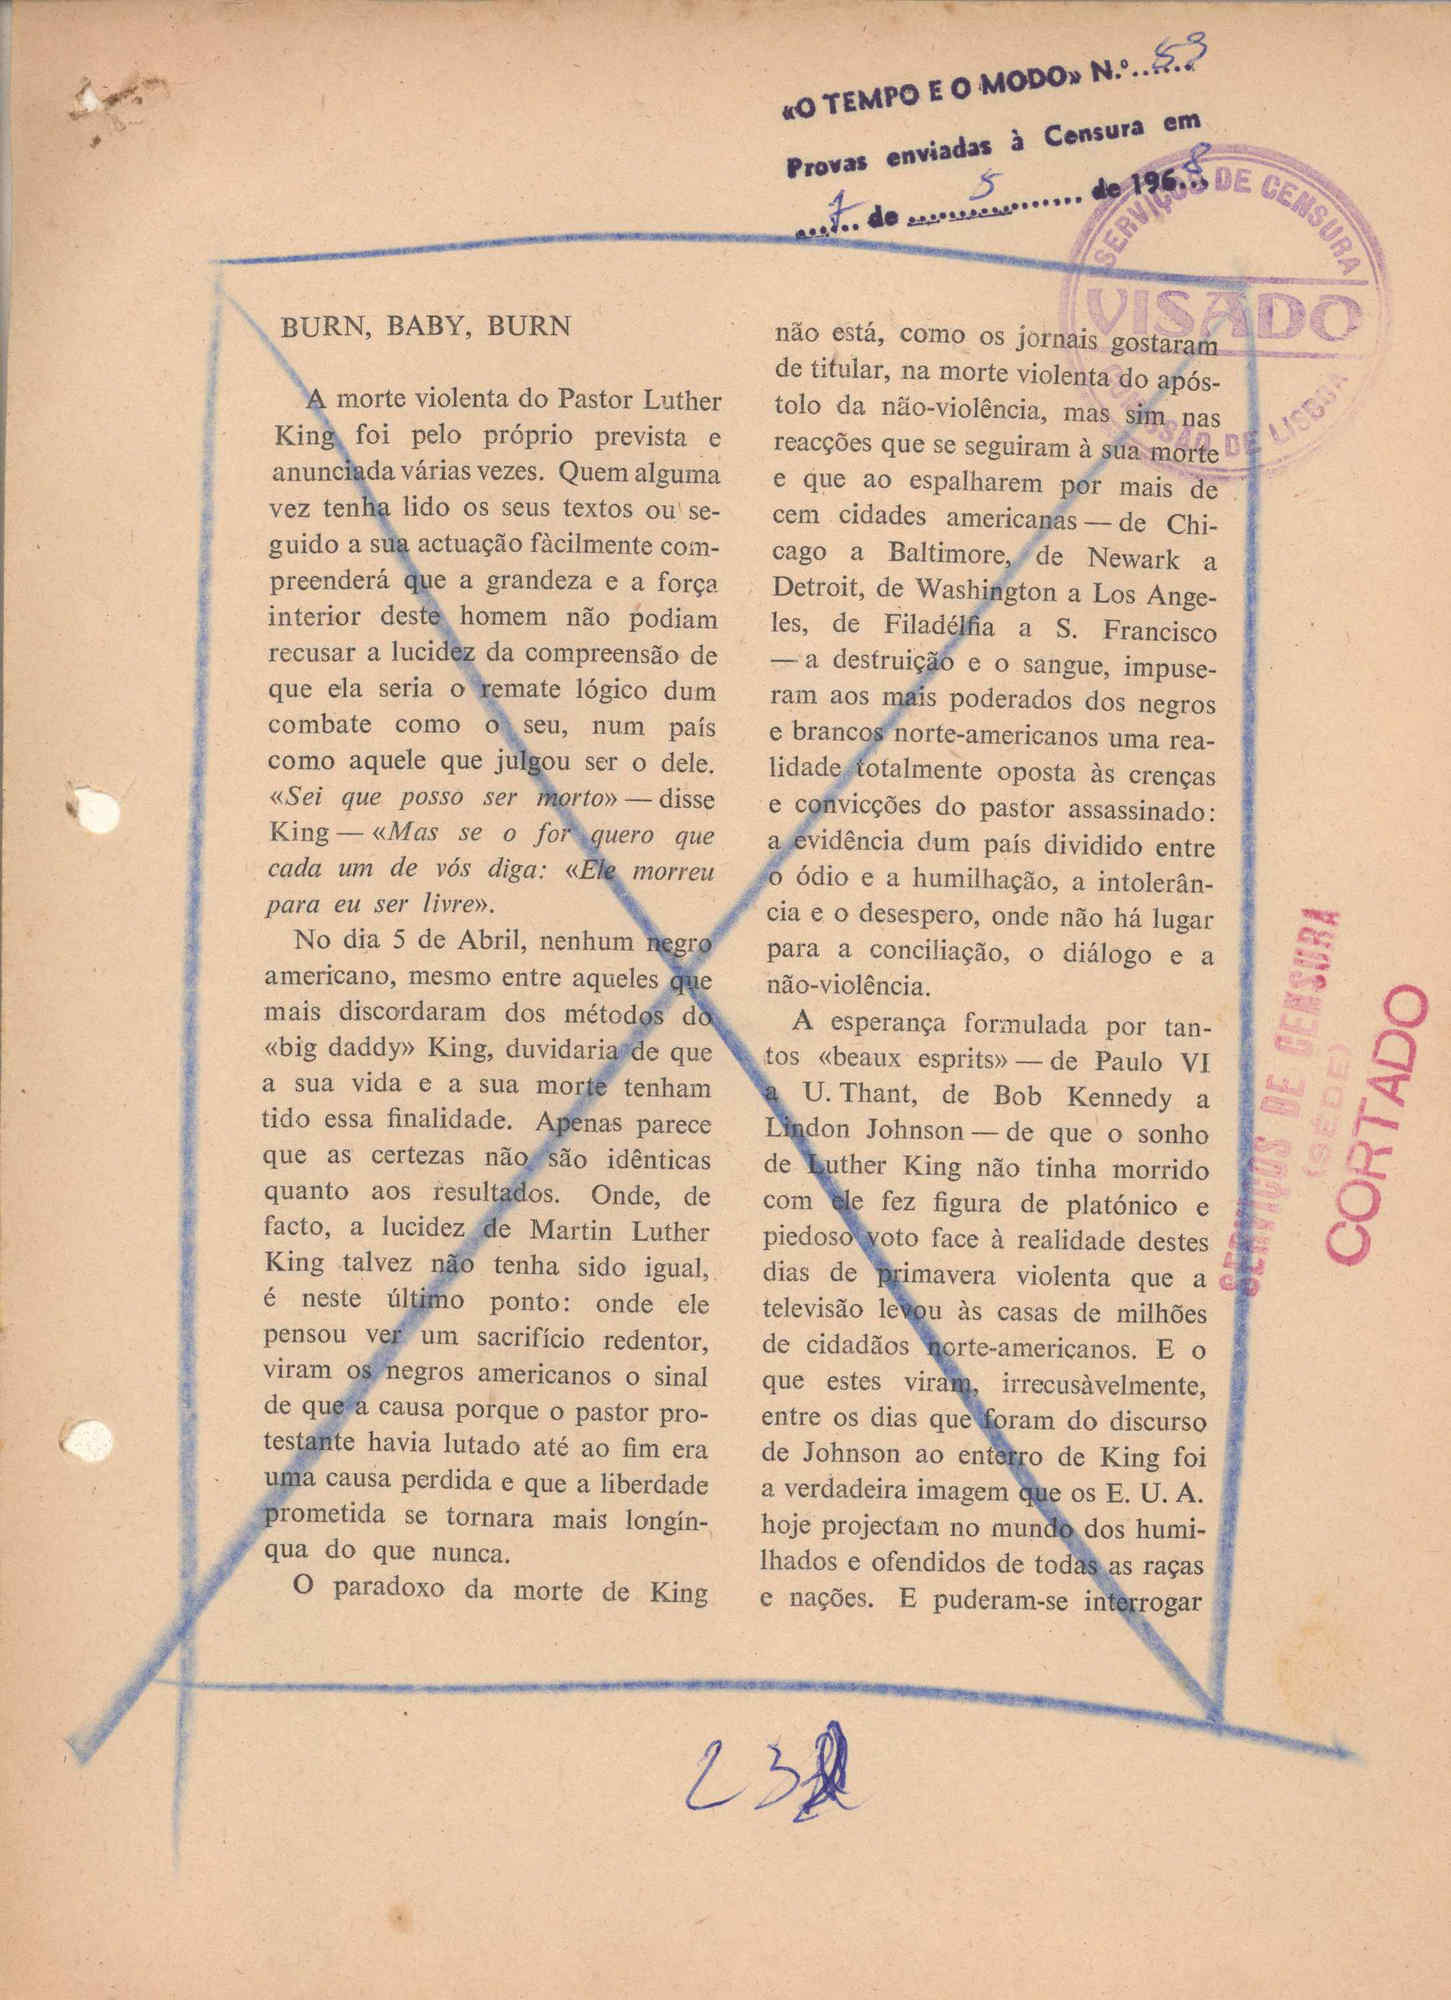 «O TEMPO E O MODO» N.º...53
Provas enviadas à Censura em
7 de 5 de 1968
SERVIÇOS DE CENSURA
VISADO
COMISSÃO DE LISBOA
BURN, BABY, BURN
A morte violenta do Pastor Luther
King foi pelo próprio prevista e
anunciada várias vezes. Quem alguma
vez tenha lido os seus textos ou se-
guido a sua actuação fàcilmente com-
preenderá que a grandeza e a força
interior deste homem não podiam
recusar a lucidez da compreensão de
que ela seria o remate lógico dum
combate como o seu, num país
como aquele que julgou ser o dele.
«Sei que posso ser morto» — disse
King — «Mas se o for quero que
cada um de vós diga: «Ele morreu
para eu ser livre».
No dia 5 de Abril, nenhum negro
americano, mesmo entre aqueles que
mais discordaram dos métodos do
«big daddy» King, duvidaria de que
a sua vida e a sua morte tenham
tido essa finalidade. Apenas parece
que as certezas não são idênticas
quanto aos resultados. Onde, de
facto, a lucidez de Martin Luther
King talvez não tenha sido igual,
é neste último ponto: onde ele
pensou ver um sacrifício redentor,
viram os negros americanos o sinal
de que a causa porque o pastor pro-
testante havia lutado até ao fim era
uma causa perdida e que a liberdade
prometida se tornara mais longín-
qua do que nunca.
O paradoxo da morte de King
não está, como os jornais gostaram
de titular, na morte violenta do após-
tolo da não-violência, mas sim nas
reacções que se seguiram à sua morte
e que ao espalharem por mais de
cem cidades americanas — de Chi-
cago a Baltimore, de Newark a
Detroit, de Washington a Los Ange-
les, de Filadélfia a S. Francisco
— a destruição e o sangue, impuse-
ram aos mais poderados dos negros
e brancos norte-americanos uma rea-
lidade totalmente oposta às crenças
e convicções do pastor assassinado:
a evidência dum país dividido entre
o ódio e a humilhação, a intolerân-
cia e o desespero, onde não há lugar
para a conciliação, o diálogo e a
não-violência.
A esperança formulada por tan-
tos «beaux esprits» — de Paulo VI
a U. Thant, de Bob Kennedy a
Lindon Johnson — de que o sonho
de Luther King não tinha morrido
com ele fez figura de platónico e
piedoso voto face à realidade destes
dias de primavera violenta que a
televisão levou às casas de milhões
de cidadãos norte-americanos. E o
que estes viram, irrecusàvelmente,
entre os dias que foram do discurso
de Johnson ao enterro de King foi
a verdadeira imagem que os E. U. A.
hoje projectam no mundo dos humi-
lhados e ofendidos de todas as raças
e nações. E puderam-se interrogar
SERVIÇOS DE CENSURA
(SEDE)
CORTADO
23